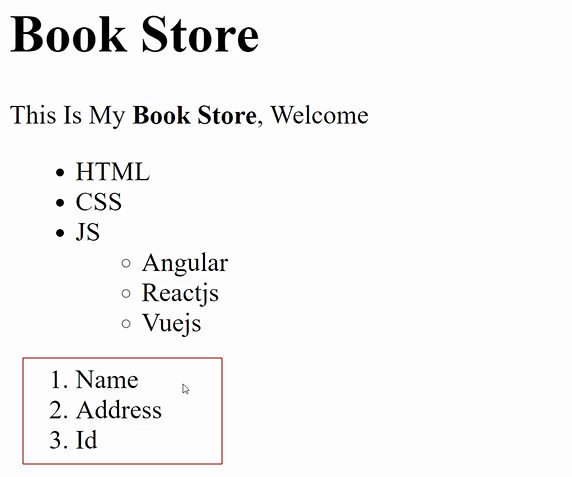 Book Store
This Is My Book Store, Welcome
HTML
CSS
JS
Angular
Reactjs
Vuejs
1. Name
2. Address
3. Id